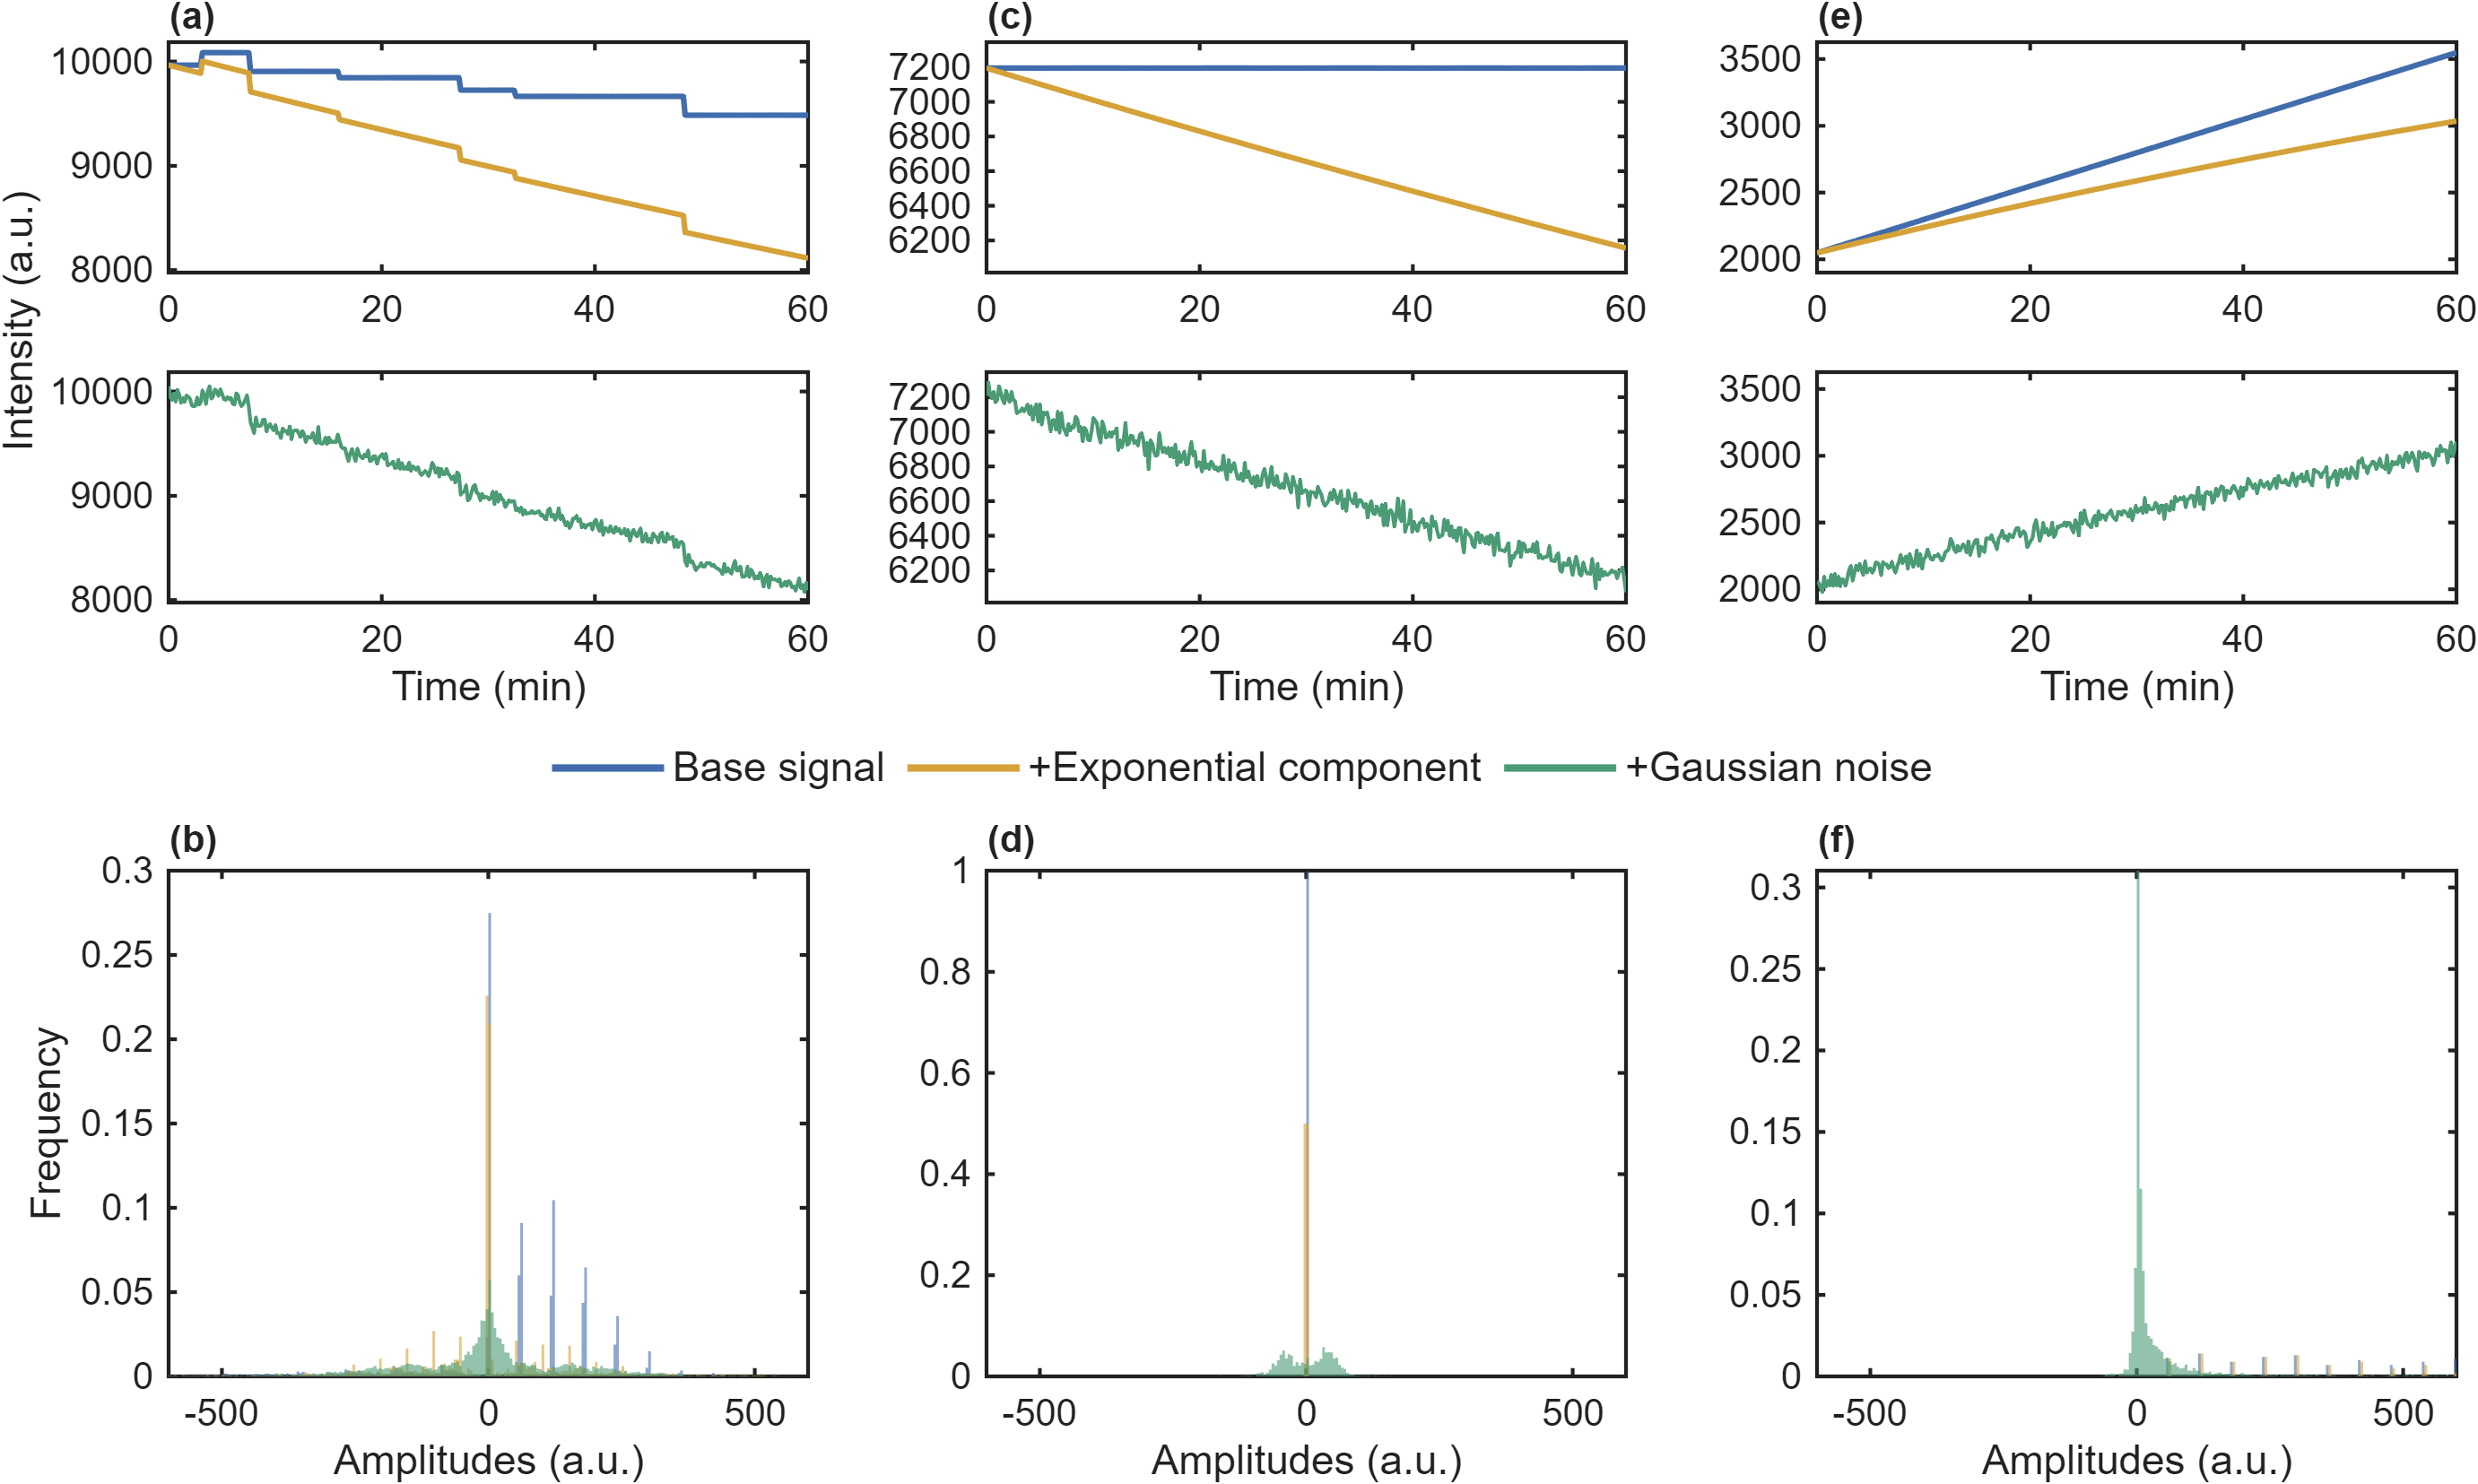 (a) (c) (e)
10000
9000
8000
0 20 40 60
7200
7000
6800
6600
6400
6200
0 20 40 60
3500
3000
2500
2000
0 20 40 60
Intensity (a.u.)
10000
9000
8000
0 20 40 60
Time (min)
7200
7000
6800
6600
6400
6200
0 20 40 60
Time (min)
3500
3000
2500
2000
0 20 40 60
Time (min)
Base signal +Exponential component +Gaussian noise
(b) (d) (f)
Frequency
0.3
0.25
0.2
0.15
0.1
0.05
0
-500 0 500
Amplitudes (a.u.)
1
0.8
0.6
0.4
0.2
0
-500 0 500
Amplitudes (a.u.)
0.3
0.25
0.2
0.15
0.1
0.05
0
-500 0 500
Amplitudes (a.u.)